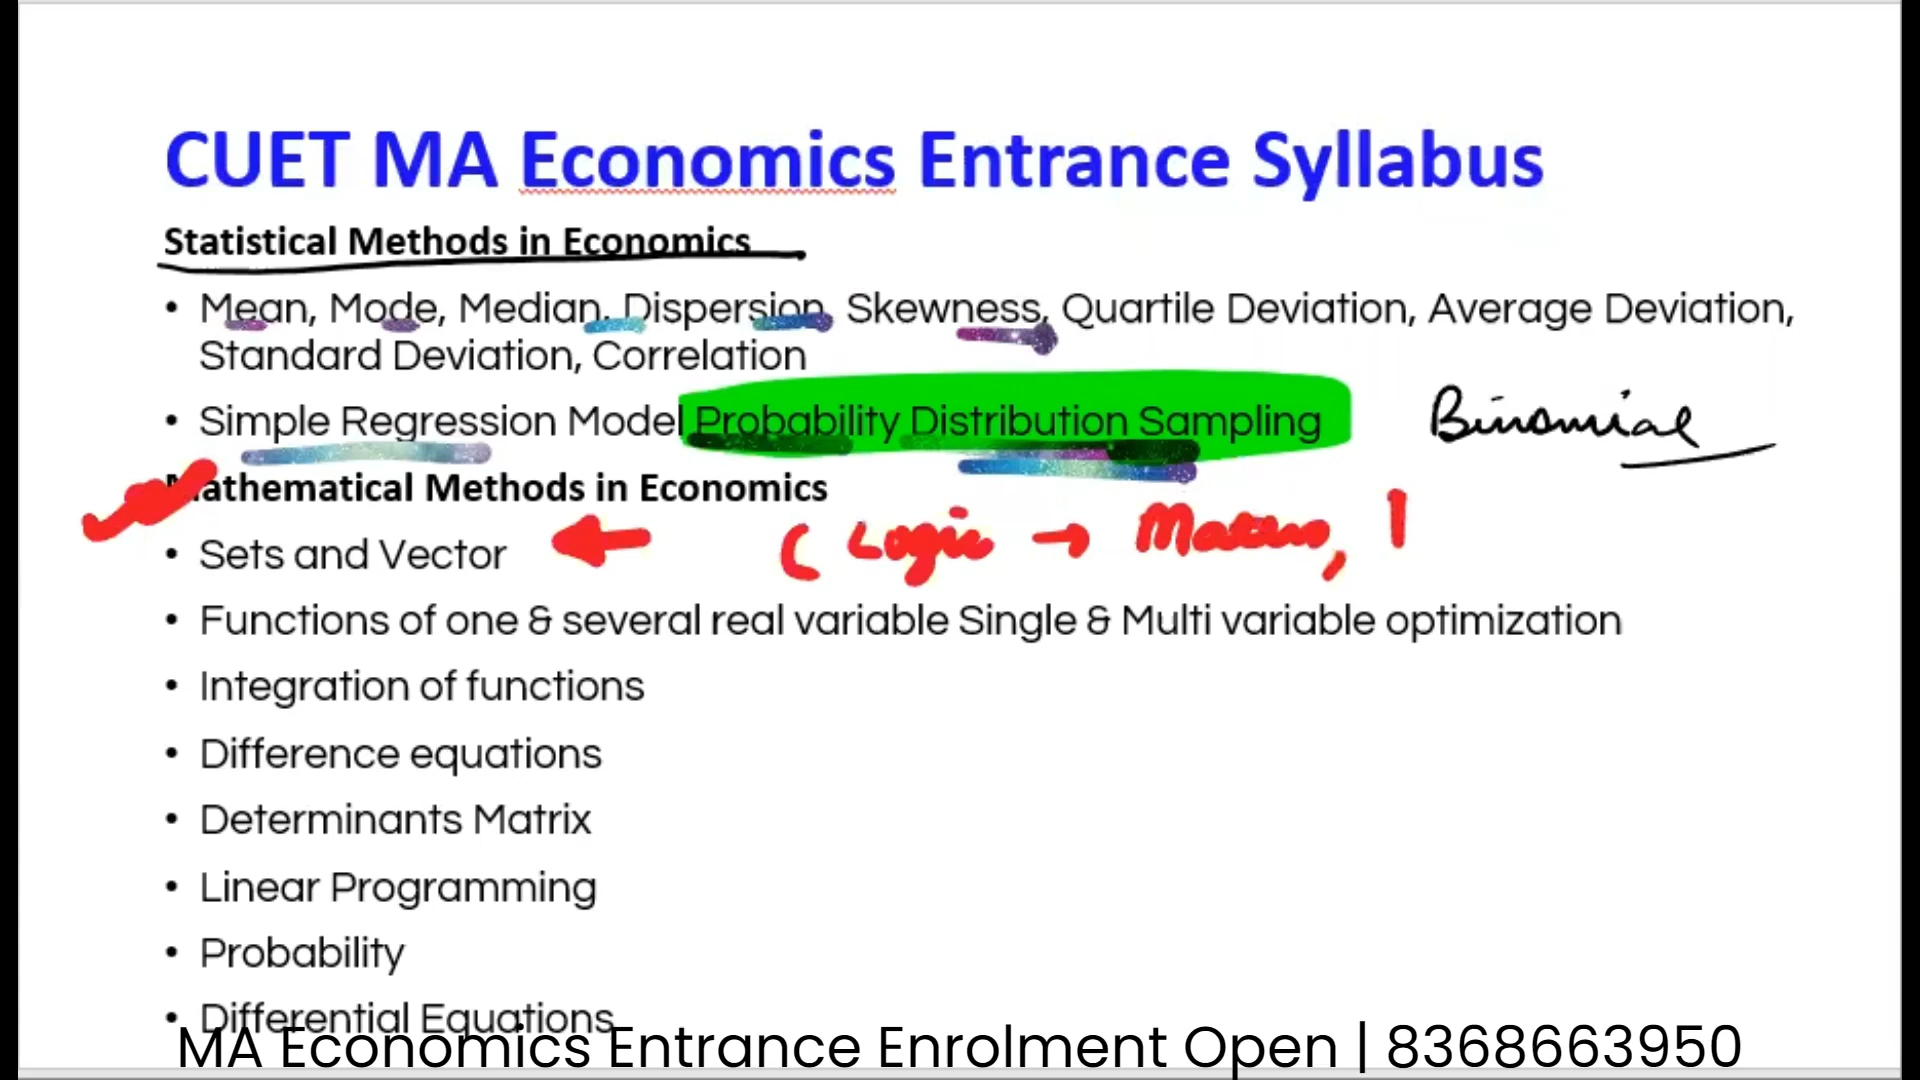 CUET MA Economics Entrance Syllabus
Statistical Methods in Economics
• Mean, Mode, Median, Dispersion, Skewness, Quartile Deviation, Average Deviation,
Standard Deviation, Correlation
• Simple Regression Model Probability Distribution Sampling
Binomial
Mathematical Methods in Economics
• Sets and Vector
( Logic →
• Functions of one & several real variable Single & Multi variable optimization
• Integration of functions
• Difference equations
• Determinants Matrix
• Linear Programming
• Probability
• Differential Equations
MA Economics Entrance Enrolment Open | 8368663950